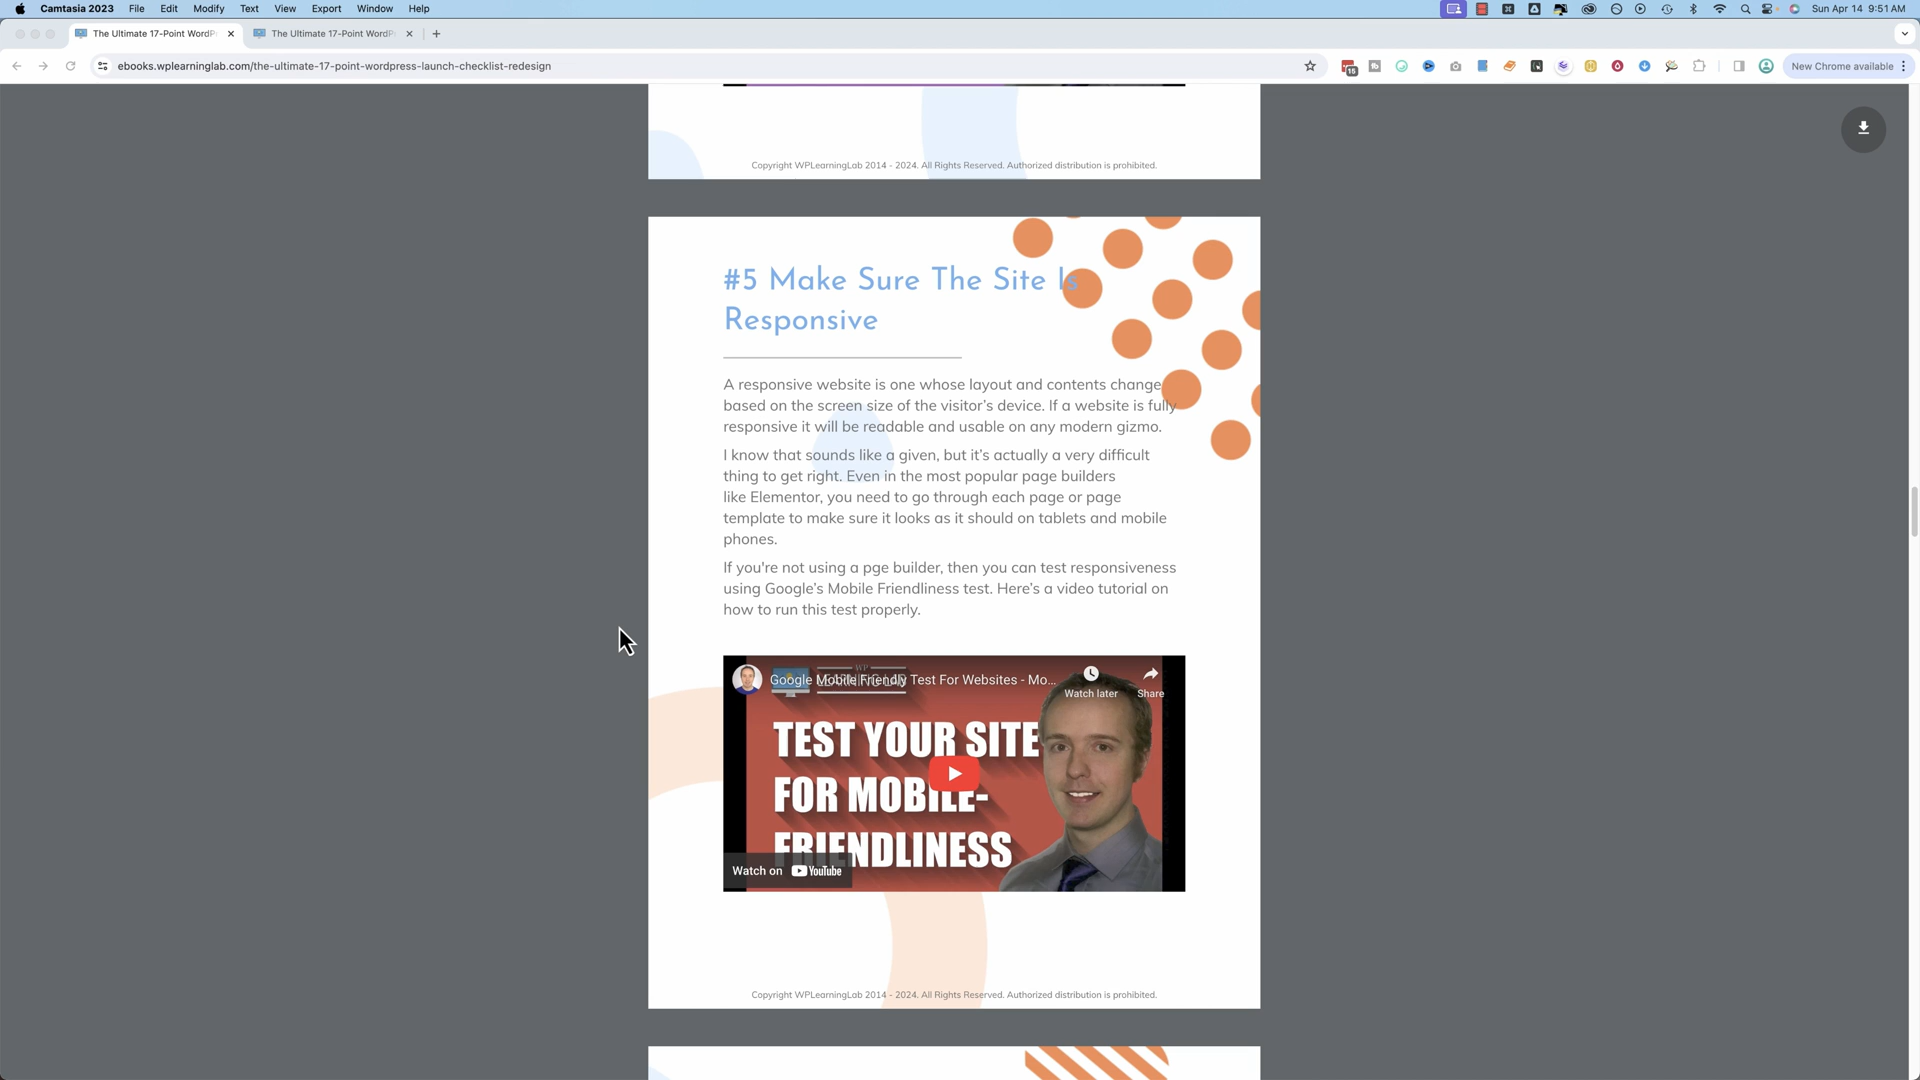 Camtasia 2023 File Edit Modify Text View Export Window Help Sun Apr 14 9:51 AM
The Ultimate 17-Point WordPr The Ultimate 17-Point WordPr
ebooks.wplearninglab.com/the-ultimate-17-point-wordpress-launch-checklist-redesign 15 New Chrome available
Copyright WPLearningLab 2014 - 2024. All Rights Reserved. Authorized distribution is prohibited.
#5 Make Sure The Site Is
Responsive
A responsive website is one whose layout and contents change
based on the screen size of the visitor's device. If a website is fully
responsive it will be readable and usable on any modern gizmo.
I know that sounds like a given, but it's actually a very difficult
thing to get right. Even in the most popular page builders
like Elementor, you need to go through each page or page
template to make sure it looks as it should on tablets and mobile
phones.
If you're not using a pge builder, then you can test responsiveness
using Google's Mobile Friendliness test. Here's a video tutorial on
how to run this test properly.
WP
LEARNING LAB
Google Mobile Friendly Test For Websites - Mo...
Watch later Share
TEST YOUR SITE
FOR MOBILE-
FRIENDLINESS
Watch on YouTube
Copyright WPLearningLab 2014 - 2024. All Rights Reserved. Authorized distribution is prohibited.